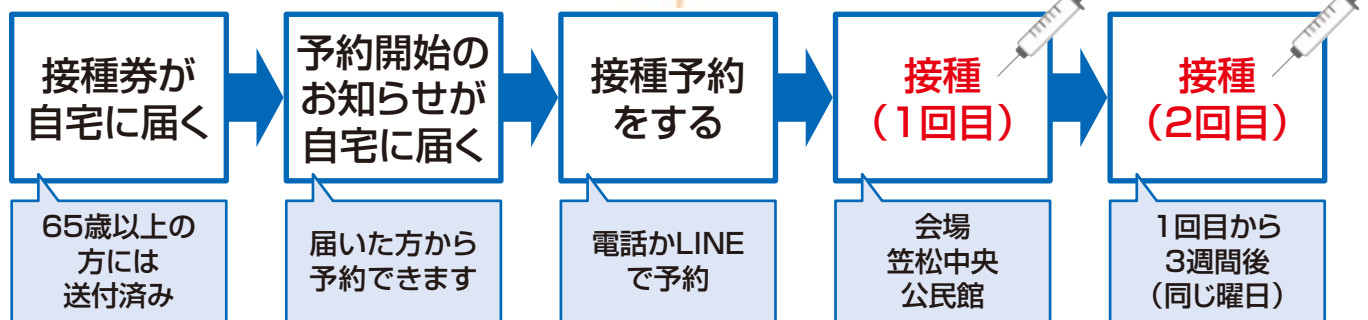 接種券が
自宅に届く
予約開始の
お知らせが
自宅に届く
接種予約
をする
接種
（1回目）
接種
（2回目）
65歳以上の
方には
送付済み
届いた方から
予約できます
電話かLINE
で予約
会場
笠松中央
公民館
1回目から
3週間後
（同じ曜日）